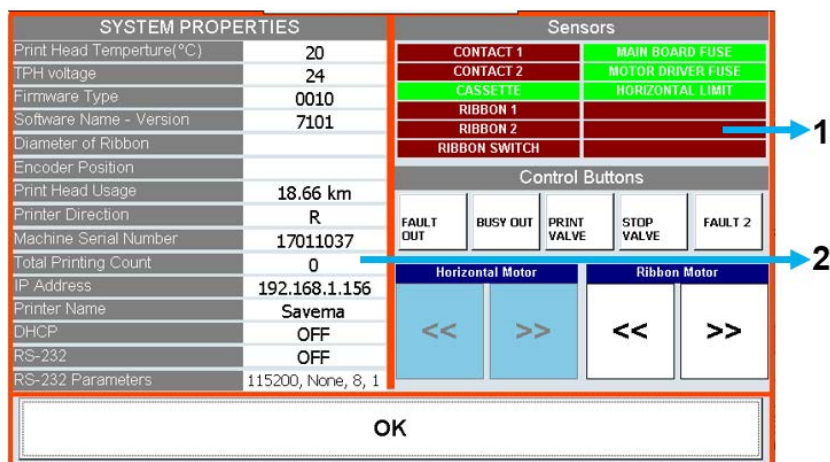 SYSTEM PROPERTIES
Print Head Temperture(°C) 20
TPH voltage 24
Firmware Type 0010
Software Name - Version 7101
Diameter of Ribbon
Encoder Position
Print Head Usage 18.66 km
Printer Direction R
Machine Serial Number 17011037
Total Printing Count 0
IP Address 192.168.1.156
Printer Name Savema
DHCP OFF
RS-232 OFF
RS-232 Parameters 115200, None, 8, 1
Sensors
CONTACT 1 MAIN BOARD FUSE
CONTACT 2 MOTOR DRIVER FUSE
CASSETTE HORIZONTAL LIMIT
RIBBON 1
RIBBON 2
RIBBON SWITCH
1
Control Buttons
FAULT OUT
BUSY OUT
PRINT VALVE
STOP VALVE
FAULT 2
2
Horizontal Motor Ribbon Motor
<< >> << >>
OK